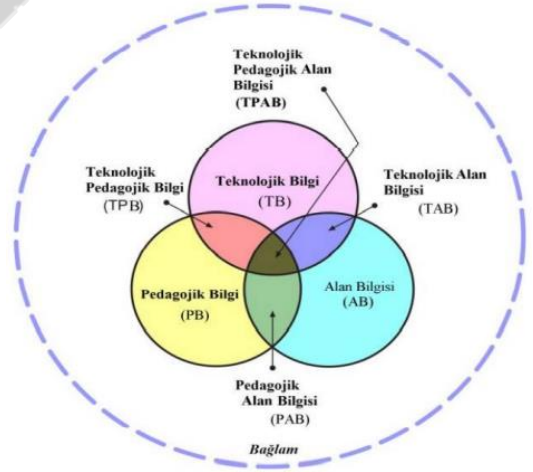 Teknolojik
Pedagojik Alan
Bilgisi
(TPAB)
Teknolojik
Pedagojik Bilgi
(TPB)
Teknolojik Bilgi
(TB)
Teknolojik Alan
Bilgisi
(TAB)
Pedagojik Bilgi
(PB)
Alan Bilgisi
(AB)
Pedagojik
Alan Bilgisi
(PAB)
Bağlam